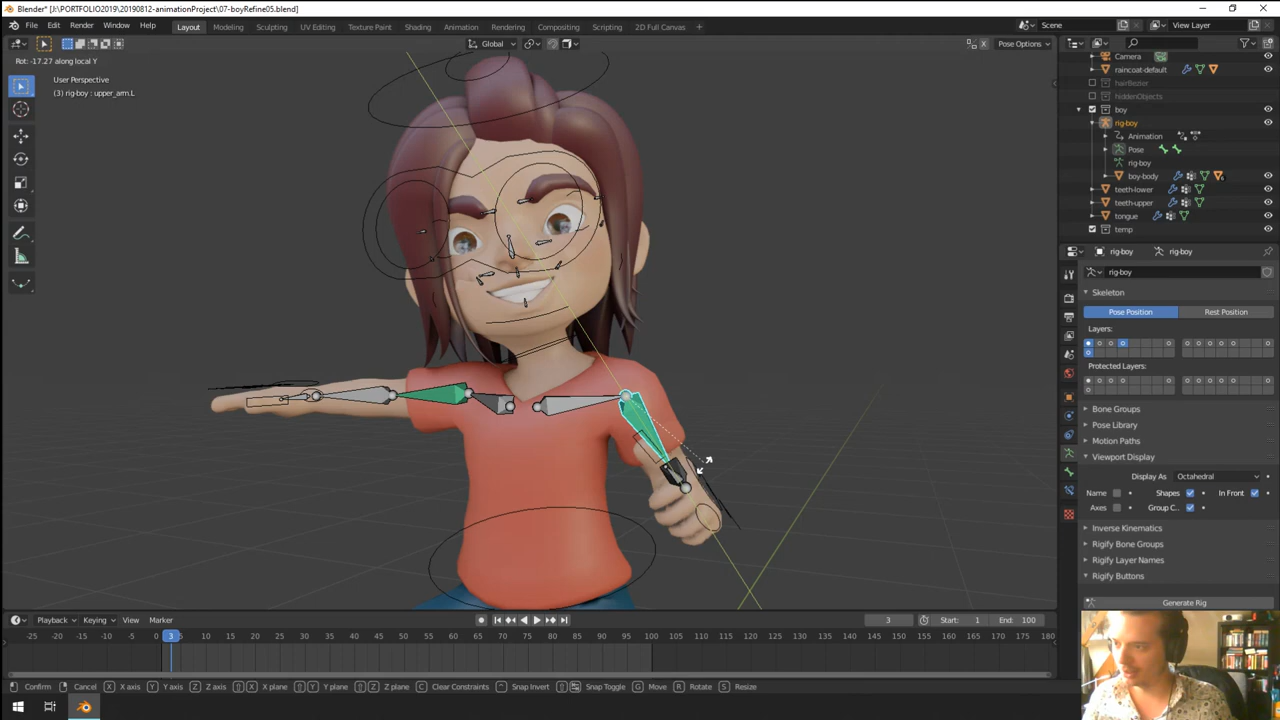 Blender* [J:\PORTFOLIO2019\20190812-animationProject\07-boyRefine05.blend]
File Edit Render Window Help Layout Modeling Sculpting UV Editing Texture Paint Shading Animation Rendering Compositing Scripting 2D Full Canvas + Scene View Layer
Global X Pose Options
Rot: -17.27 along local Y
User Perspective
(3) rig-boy : upper_arm.L
Camera
raincoat-default
hairBezier
hiddenObjects
boy
rig-boy
Animation
Pose
rig-boy
boy-body
teeth-lower
teeth-upper
tongue
temp
rig-boy rig-boy
rig-boy
Skeleton
Pose Position Rest Position
Layers:
Protected Layers:
Bone Groups
Pose Library
Motion Paths
Viewport Display
Display As Octahedral
Name Shapes In Front
Axes Group C..
Inverse Kinematics
Rigify Bone Groups
Rigify Layer Names
Rigify Buttons
Generate Rig
Playback Keying View Marker 3 Start: 1 End: 100
-25 -20 -15 -10 -5 0 3 5 10 15 20 25 30 35 40 45 50 55 60 65 70 75 80 85 90 95 100 105 110 115 120 125 130 135 140 145 150 155 160 165 170 175 180
Confirm Cancel X X axis Y Y axis Z Z axis X X plane Y Y plane Z Z plane C Clear Constraints Snap Invert Snap Toggle G Move R Rotate S Resize